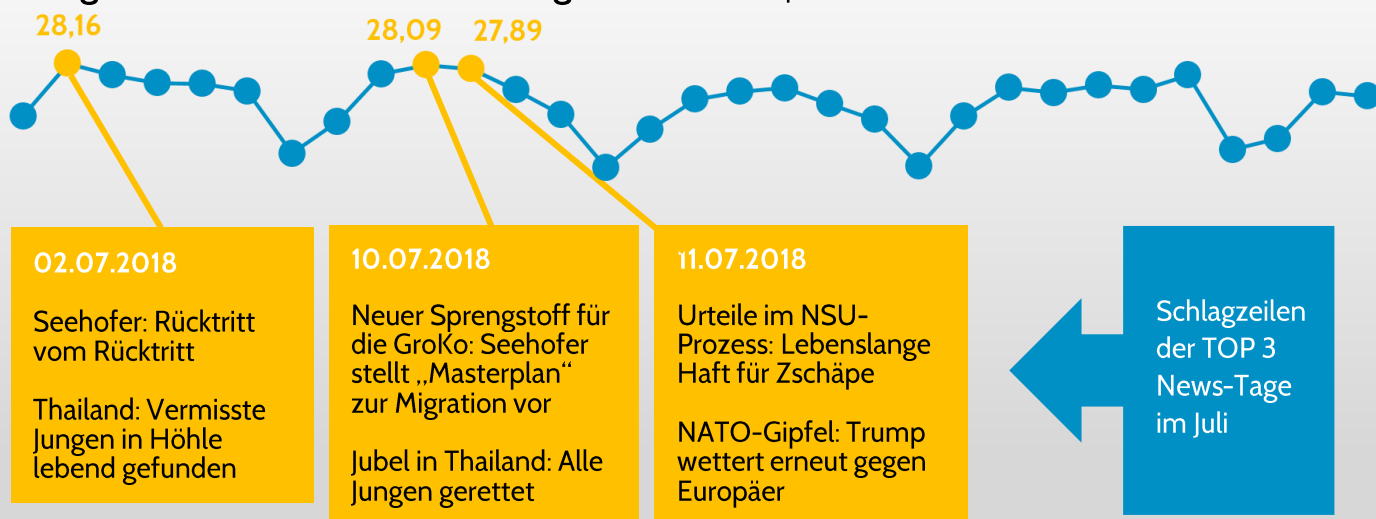 28,16
28,09
27,89
02.07.2018
Seehofer: Rücktritt
vom Rücktritt
Thailand: Vermisste
Jungen in Höhle
lebend gefunden
10.07.2018
Neuer Sprengstoff für
die GroKo: Seehofer
stellt „Masterplan“
zur Migration vor
Jubel in Thailand: Alle
Jungen gerettet
11.07.2018
Urteile im NSU-
Prozess: Lebenslange
Haft für Zschäpe
NATO-Gipfel: Trump
wettert erneut gegen
Europäer
Schlagzeilen
der TOP 3
News-Tage
im Juli